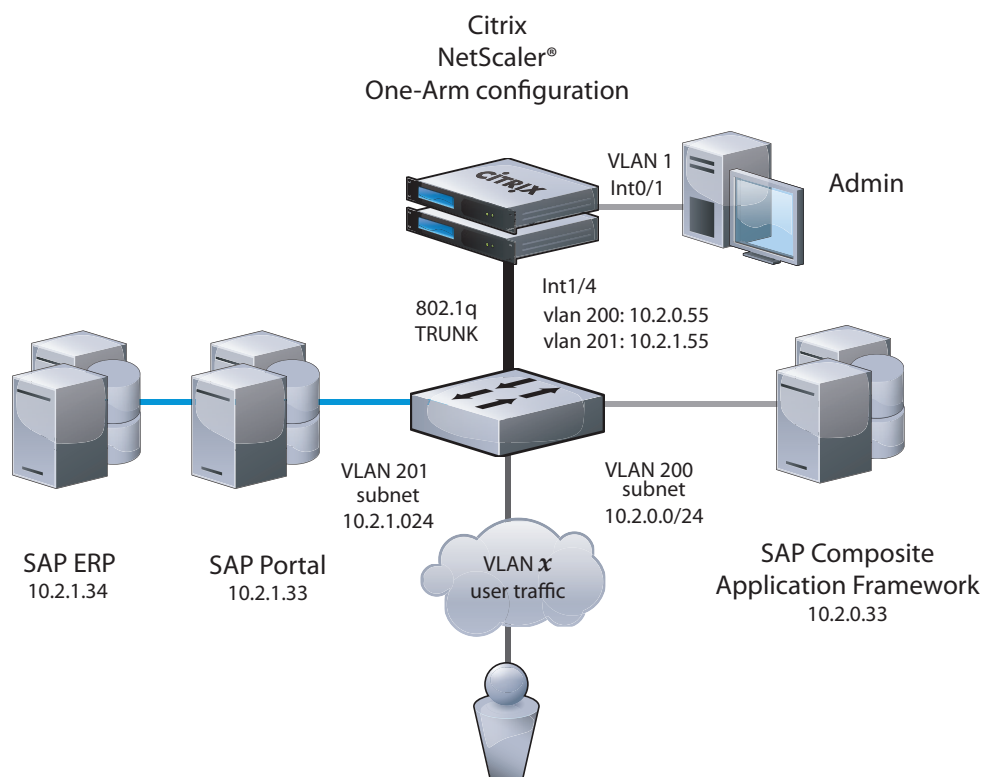 Citrix
NetScaler®
One-Arm configuration
CITRIX
VLAN 1
Int0/1
Admin
802.1q
TRUNK
Int1/4
vlan 200: 10.2.0.55
vlan 201: 10.2.1.55
VLAN 201
subnet
10.2.1.024
VLAN 200
subnet
10.2.0.0/24
SAP ERP
10.2.1.34
SAP Portal
10.2.1.33
VLAN x
user traffic
SAP Composite
Application Framework
10.2.0.33